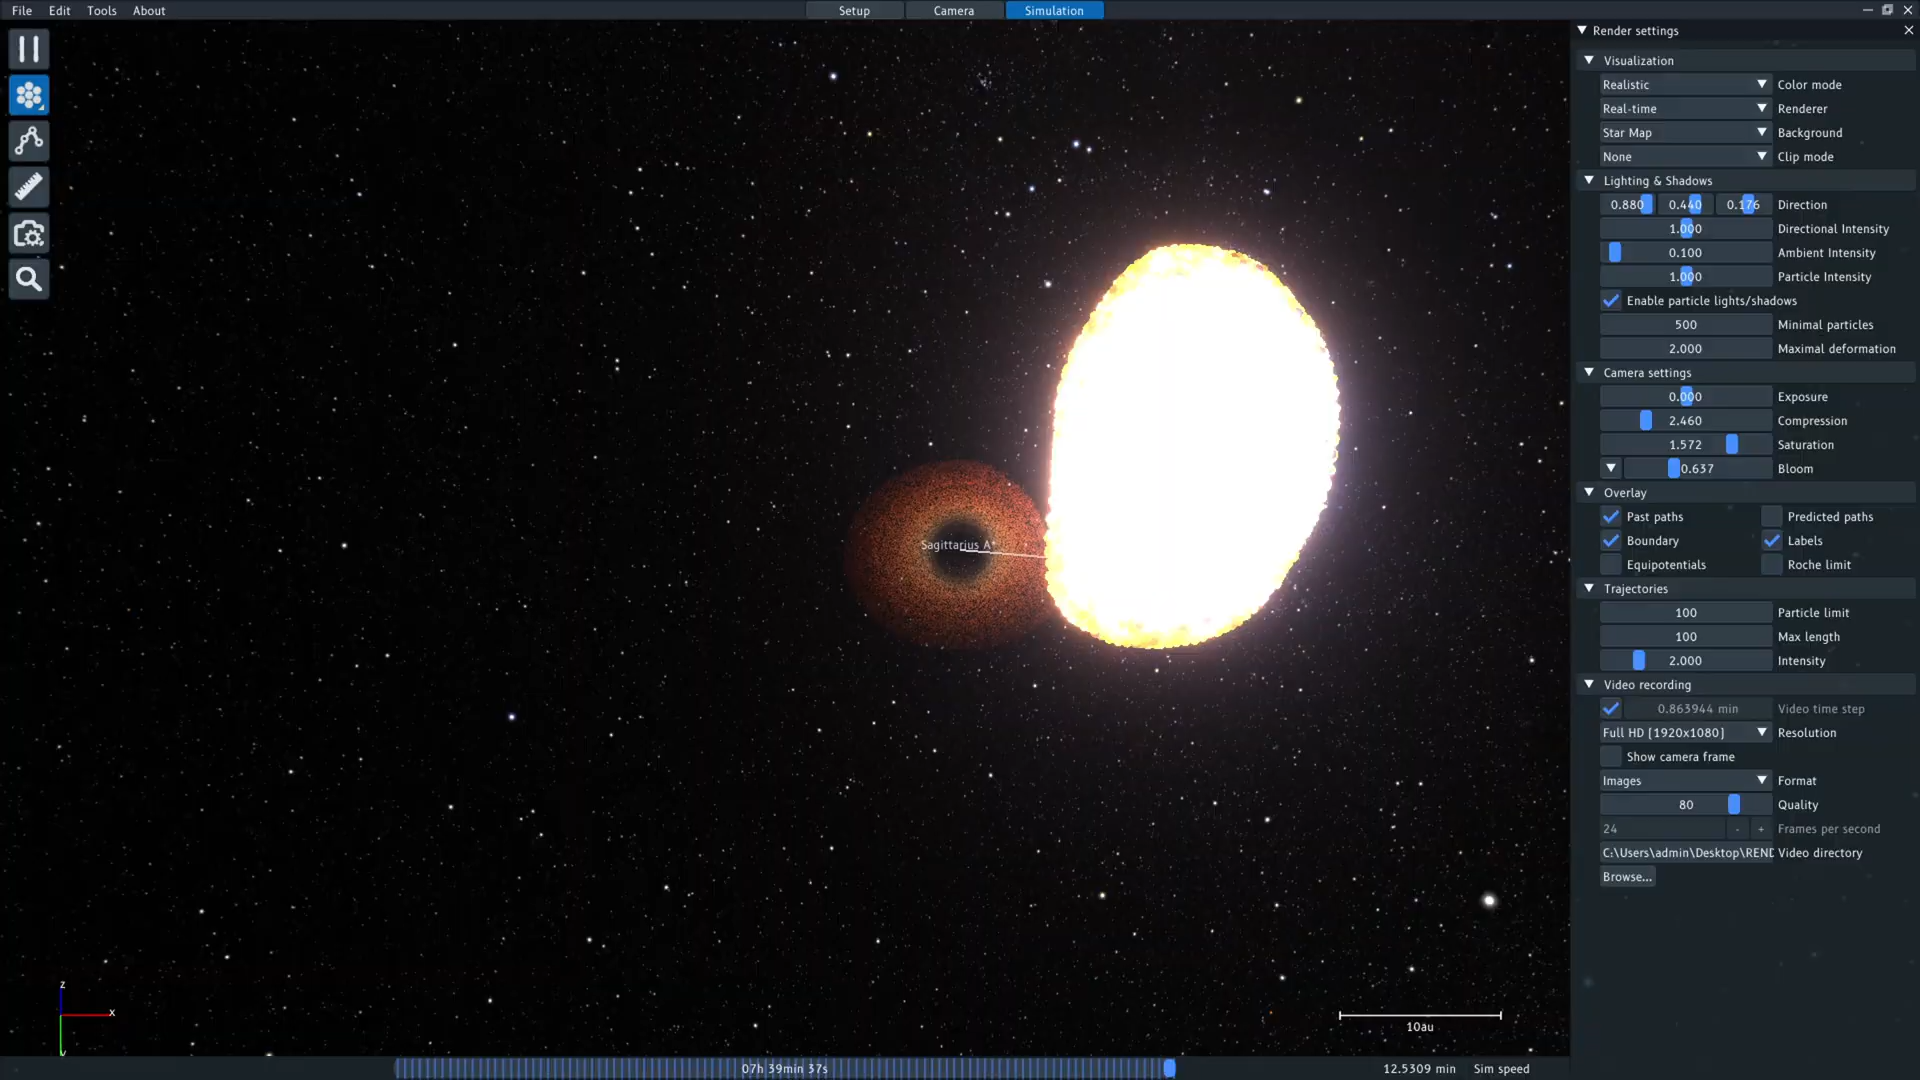 File Edit Tools About Setup Camera Simulation
Render settings
Visualization
Realistic Color mode
Real-time Renderer
Star Map Background
None Clip mode
Lighting & Shadows
0.880 0.440 0.176 Direction
1.000 Directional Intensity
0.100 Ambient Intensity
1.000 Particle Intensity
Enable particle lights/shadows
500 Minimal particles
2.000 Maximal deformation
Camera settings
0.000 Exposure
2.460 Compression
1.572 Saturation
0.637 Bloom
Overlay
Past paths Predicted paths
Boundary Labels
Equipotentials Roche limit
Trajectories
100 Particle limit
100 Max length
2.000 Intensity
Video recording
0.863944 min Video time step
Full HD [1920x1080] Resolution
Show camera frame
Images Format
80 Quality
24 - + Frames per second
C:\Users\admin\Desktop\REND Video directory
Browse...
Sagittarius A*
z
x
y
10au
07h 39min 37s
12.5309 min Sim speed